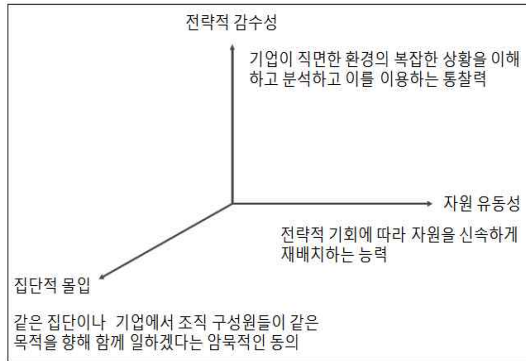 전략적 감수성
기업이 직면한 환경의 복잡한 상황을 이해
하고 분석하고 이를 이용하는 통찰력
자원 유동성
전략적 기회에 따라 자원을 신속하게
재배치하는 능력
집단적 몰입
같은 집단이나 기업에서 조직 구성원들이 같은
목적을 향해 함께 일하겠다는 암묵적인 동의